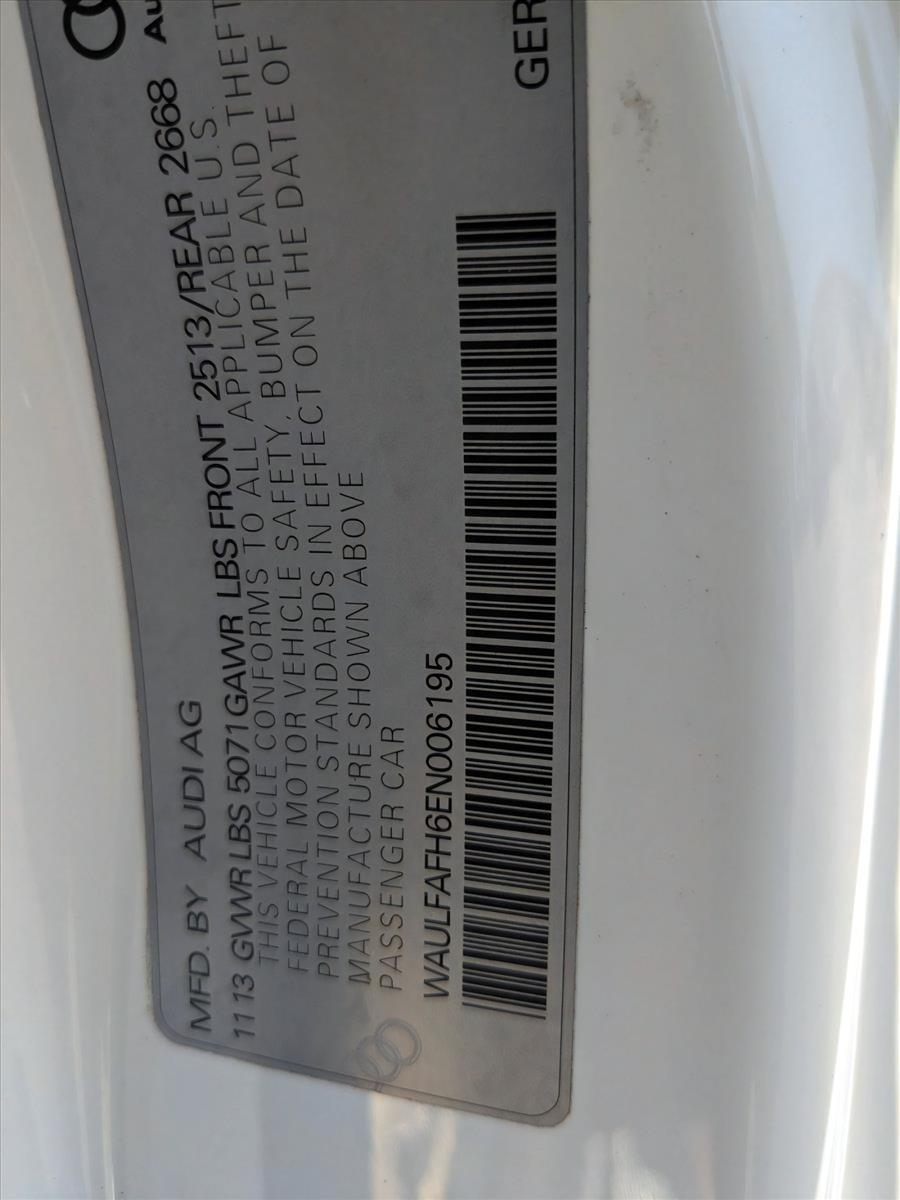 MFD. BY AUDI AG
11 13 GVWR LBS 5071 GAWR LBS FRONT 2513/REAR 2668
THIS VEHICLE CONFORMS TO ALL APPLICABLE U.S.
FEDERAL MOTOR VEHICLE SAFETY, BUMPER AND THEFT
PREVENTION STANDARDS IN EFFECT ON THE DATE OF
MANUFACTURE SHOWN ABOVE
PASSENGER CAR
WAULFAFH6EN006195